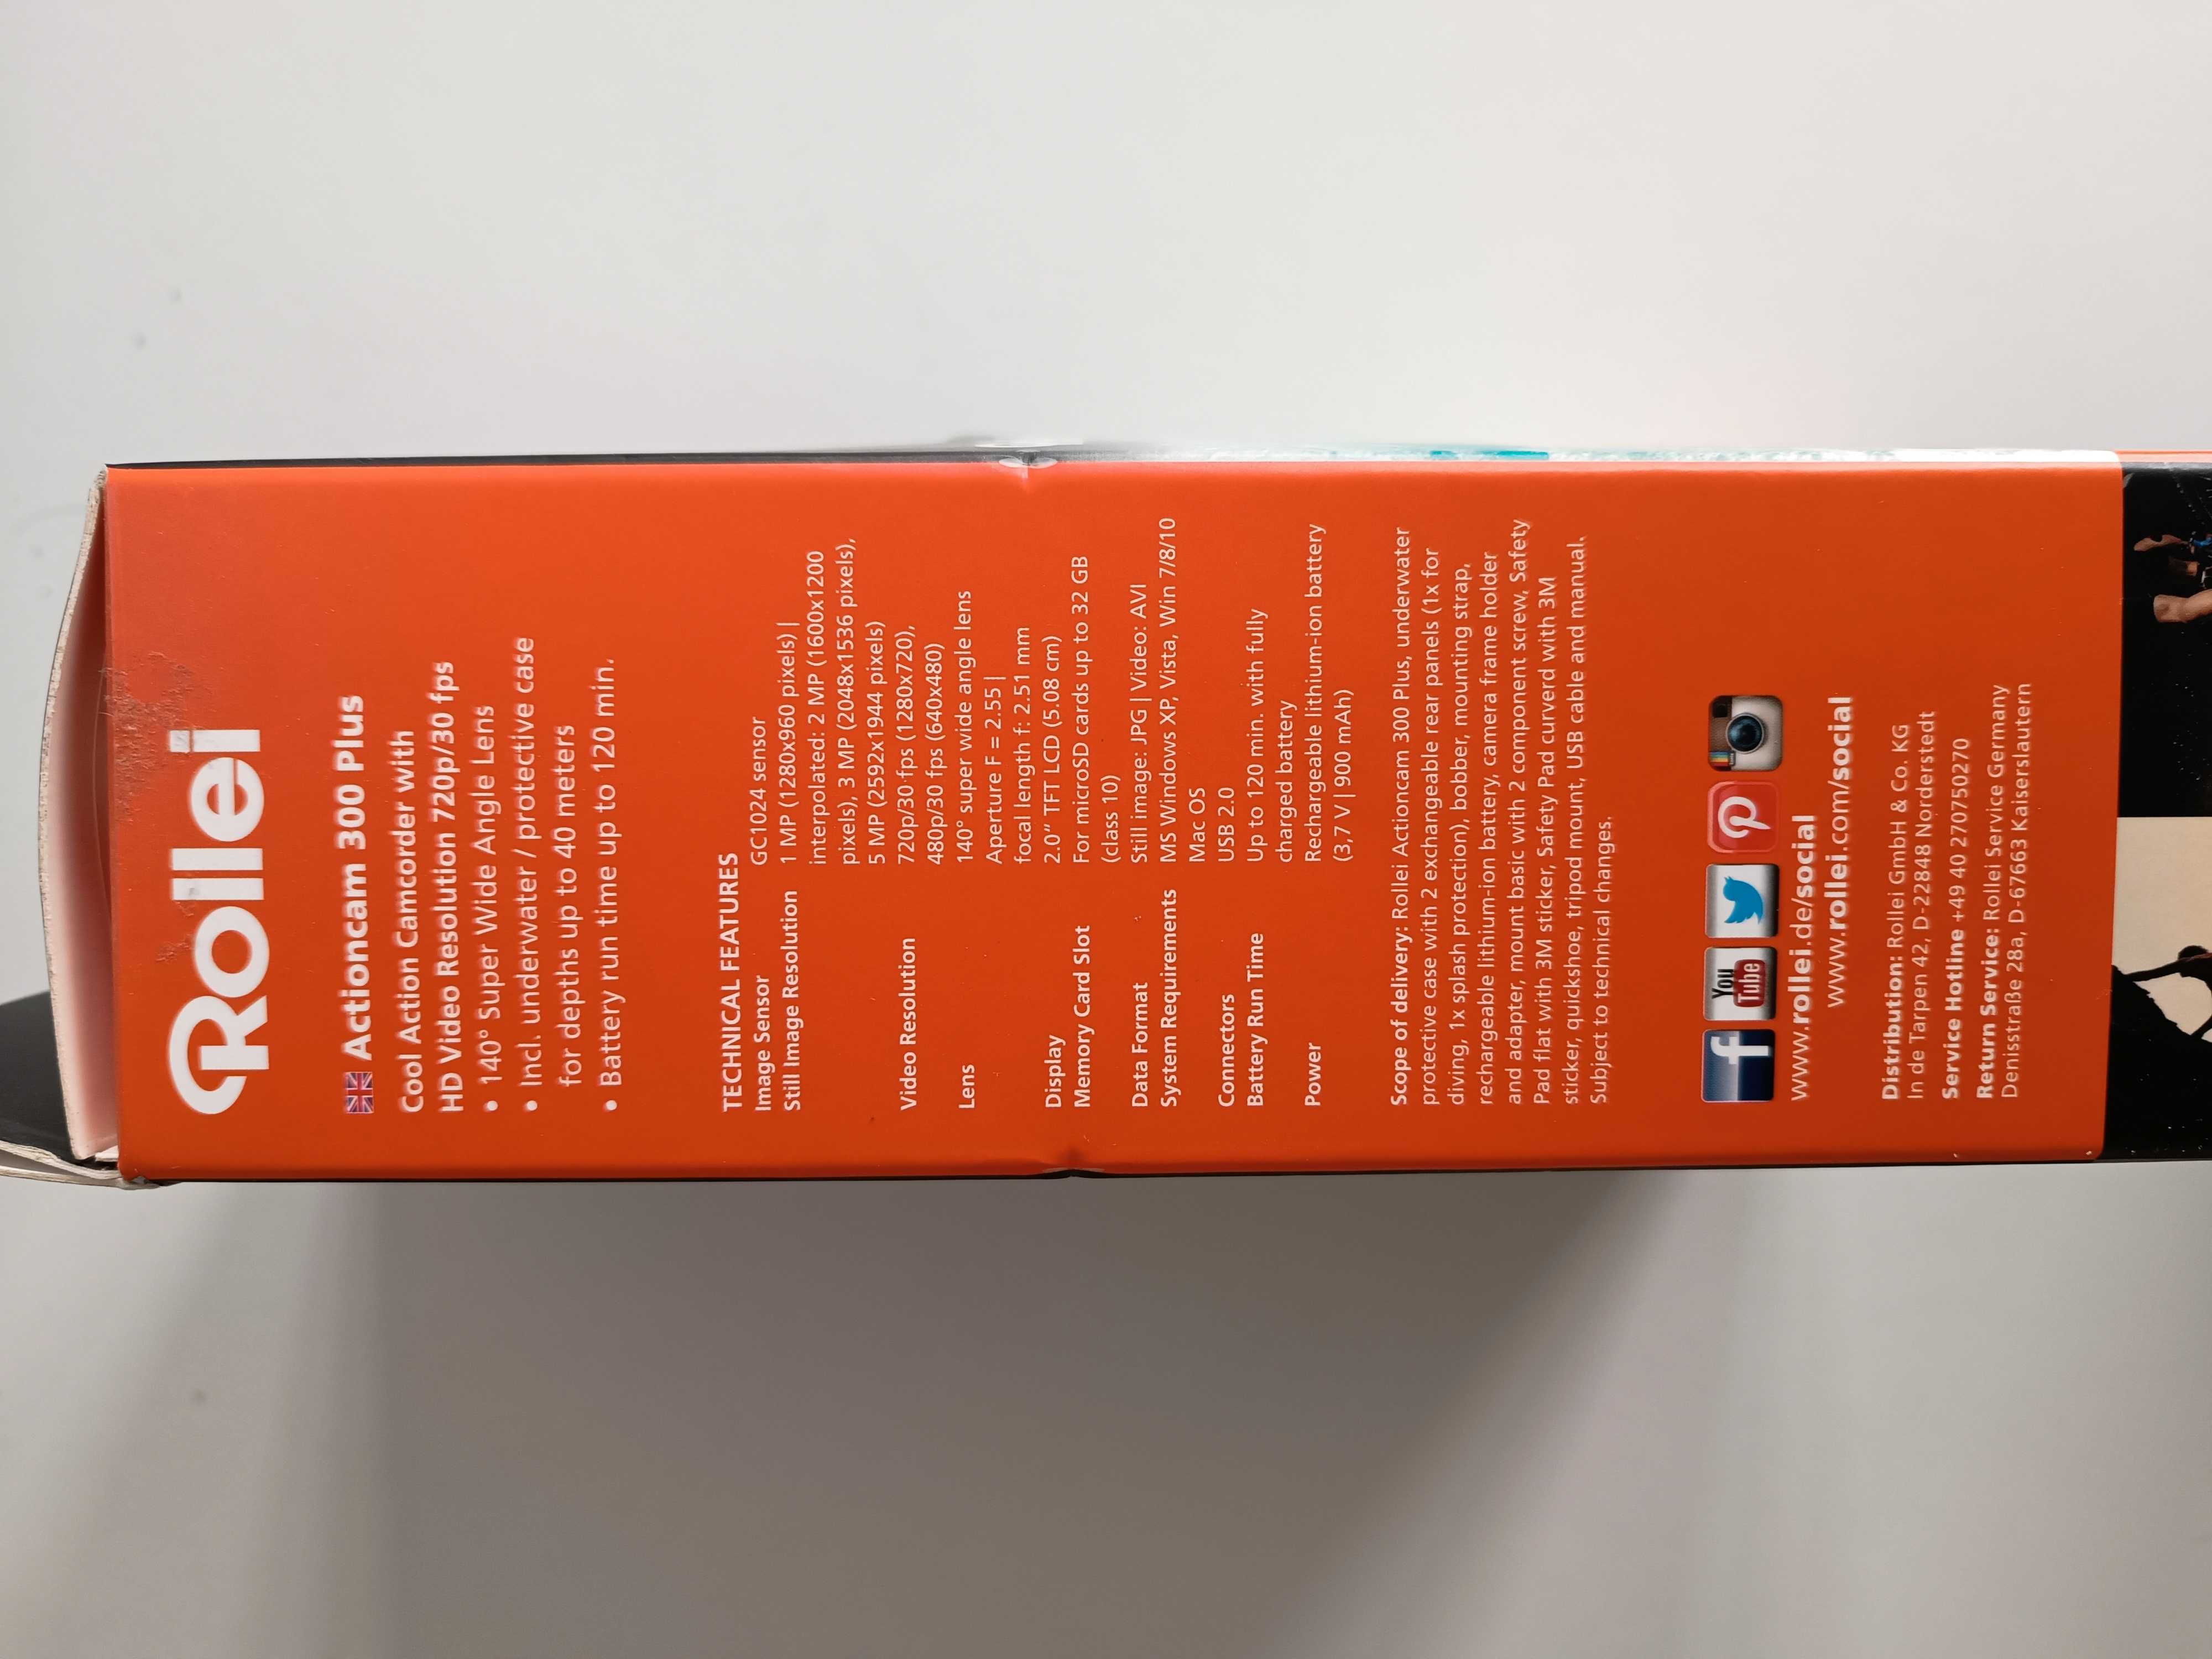 Rollei
Actioncam 300 Plus
Cool Action Camcorder with
HD Video Resolution 720p/30 fps
• 140° Super Wide Angle Lens
• Incl. underwater / protective case
for depths up to 40 meters
• Battery run time up to 120 min.
TECHNICAL FEATURES
Image Sensor GC1024 sensor
Still Image Resolution 1 MP (1280x960 pixels) |
interpolated: 2 MP (1600x1200
pixels), 3 MP (2048x1536 pixels),
5 MP (2592x1944 pixels)
Video Resolution 720p/30 fps (1280x720),
480p/30 fps (640x480)
Lens 140° super wide angle lens
Aperture F = 2.55 |
focal length f: 2.51 mm
Display 2.0“ TFT LCD (5.08 cm)
Memory Card Slot For microSD cards up to 32 GB
(class 10)
Data Format Still image: JPG | Video: AVI
System Requirements MS Windows XP, Vista, Win 7/8/10
Mac OS
Connectors USB 2.0
Battery Run Time Up to 120 min. with fully
charged battery
Power Rechargeable lithium-ion battery
(3,7 V | 900 mAh)
Scope of delivery: Rollei Actioncam 300 Plus, underwater
protective case with 2 exchangeable rear panels (1x for
diving, 1x splash protection), bobber, mounting strap,
rechargeable lithium-ion battery, camera frame holder
and adapter, mount basic with 2 component screw, Safety
Pad flat with 3M sticker, Safety Pad curverd with 3M
sticker, quickshoe, tripod mount, USB cable and manual.
Subject to technical changes.
f You Tube
www.rollei.de/social
www.rollei.com/social
Distribution: Rollei GmbH & Co. KG
In de Tarpen 42, D-22848 Norderstedt
Service Hotline +49 40 270750270
Return Service: Rollei Service Germany
Denisstraße 28a, D-67663 Kaiserslautern